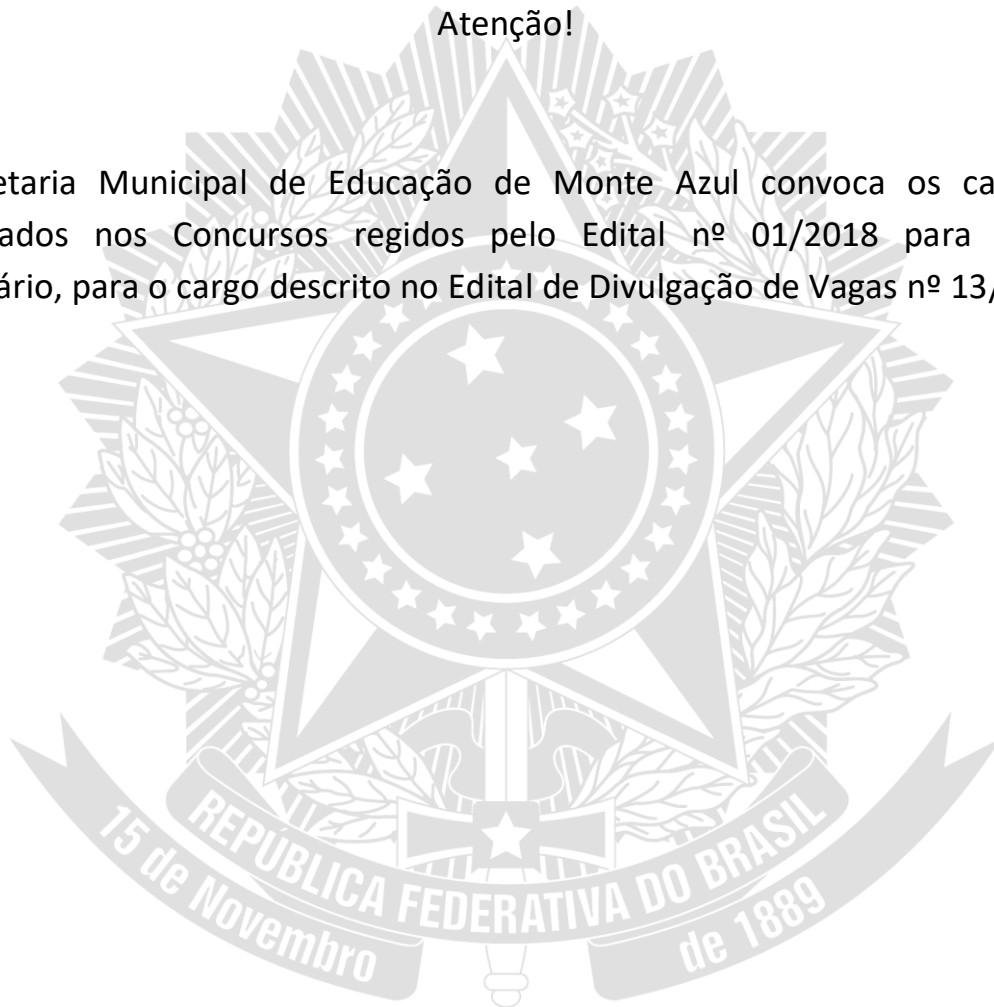 Atenção!
etaria Municipal de Educação de Monte Azul convoca os ca
ados nos Concursos regidos pelo Edital nº 01/2018 para
ário, para o cargo descrito no Edital de Divulgação de Vagas nº 13/
REPÚBLICA FEDERATIVA DO BRASIL
15 de Novembro de 1889